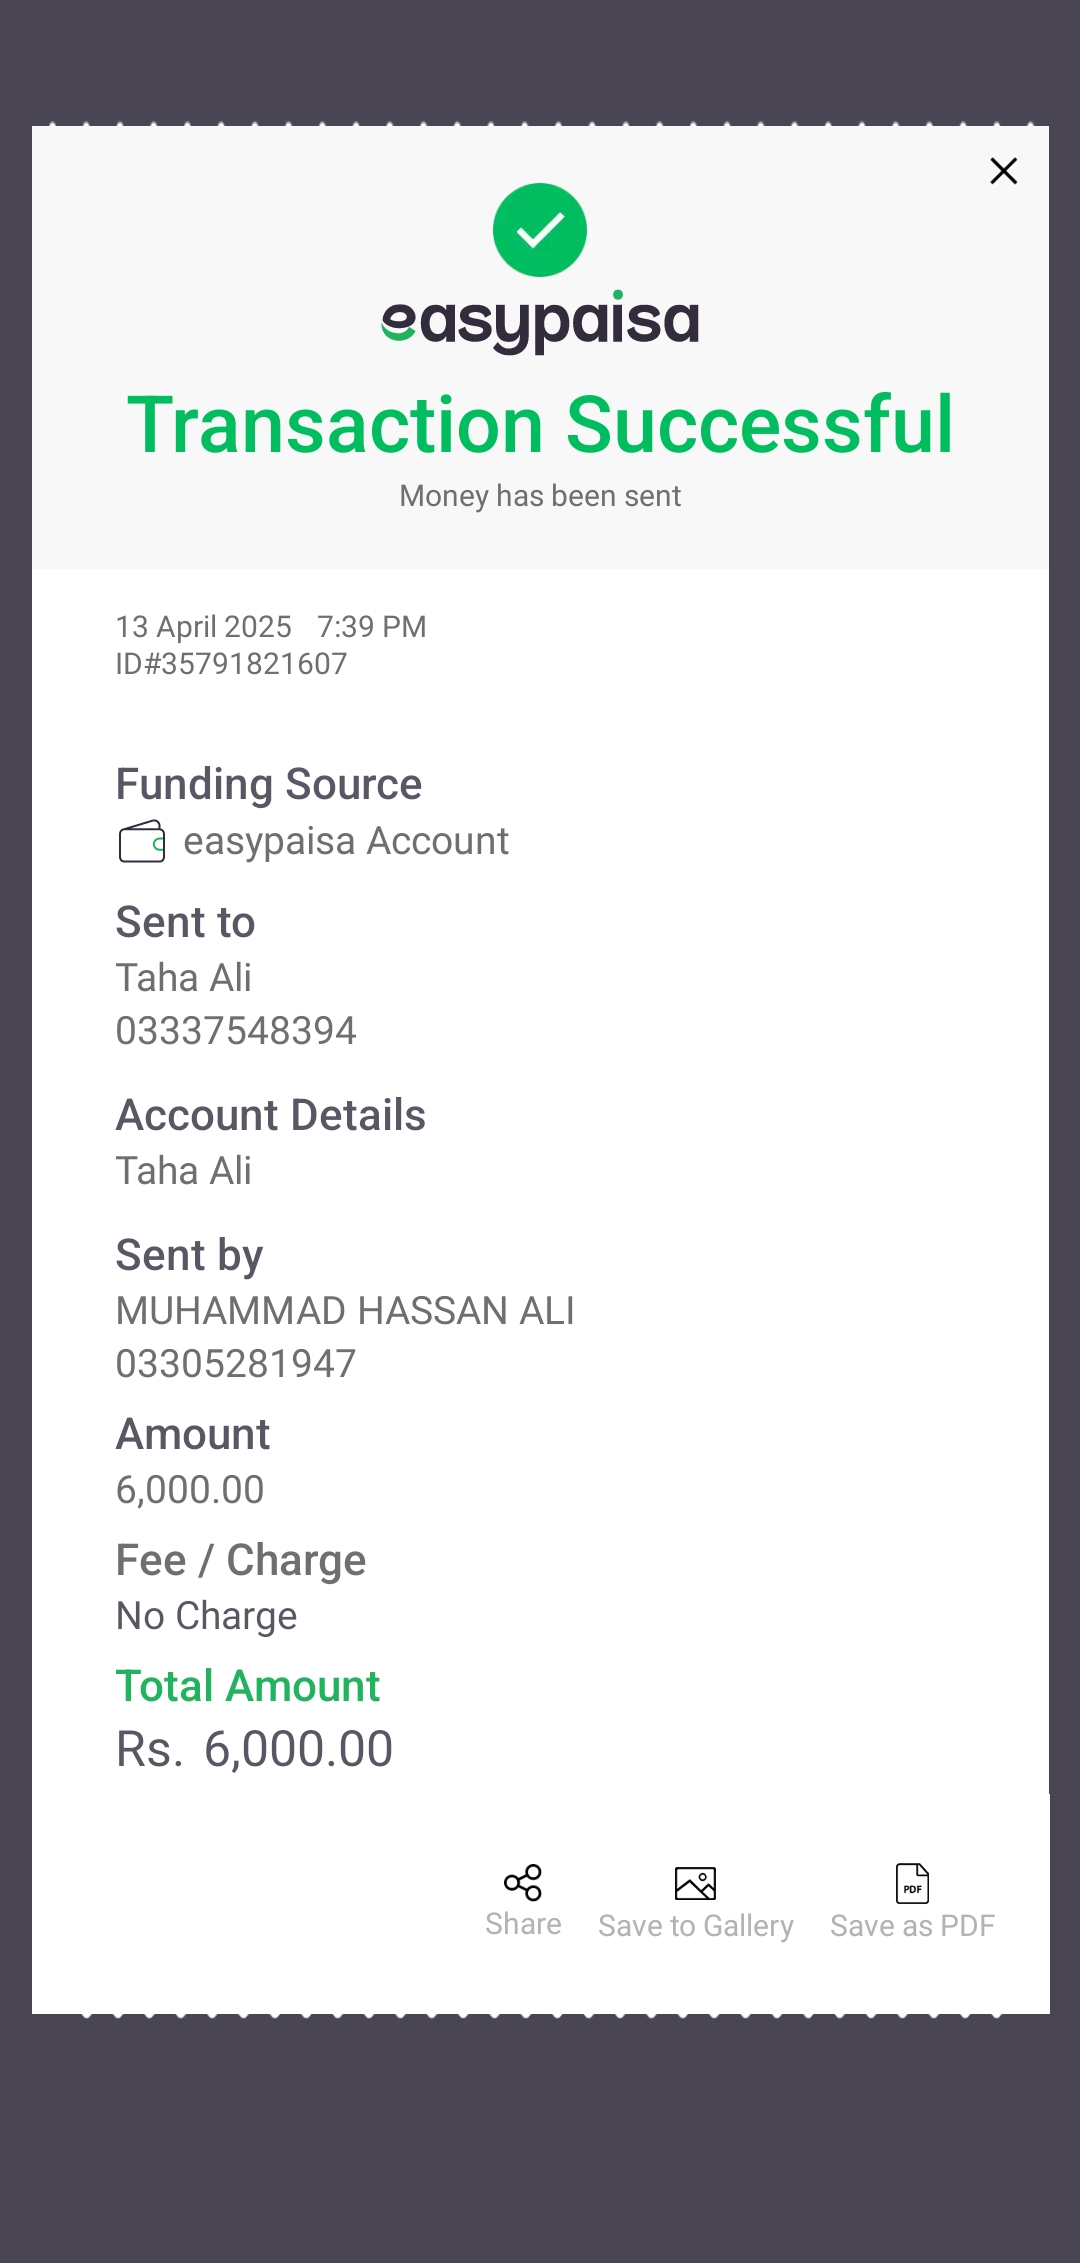 easypaisa
Transaction Successful
Money has been sent
13 April 2025 7:39 PM
ID#35791821607
Funding Source
easypaisa Account
Sent to
Taha Ali
03337548394
Account Details
Taha Ali
Sent by
MUHAMMAD HASSAN ALI
03305281947
Amount
6,000.00
Fee / Charge
No Charge
Total Amount
Rs. 6,000.00
PDF
Share Save to Gallery Save as PDF